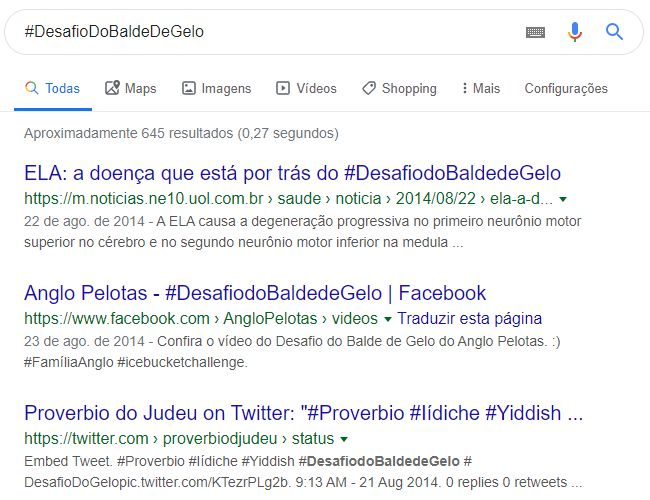 #DesafioDoBaldeDeGelo
Todas Maps Imagens Vídeos Shopping Mais Configurações
Aproximadamente 645 resultados (0,27 segundos)
ELA: a doença que está por trás do #DesafiodoBaldedeGelo
https://m.noticias.ne10.uol.com.br › saude › noticia › 2014/08/22 › ela-a-d...
22 de ago. de 2014 - A ELA causa a degeneração progressiva no primeiro neurônio motor
superior no cérebro e no segundo neurônio motor inferior na medula ...
Anglo Pelotas - #DesafiodoBaldedeGelo | Facebook
https://www.facebook.com › AngloPelotas › videos Traduzir esta página
23 de ago. de 2014 - Confira o vídeo do Desafio do Balde de Gelo do Anglo Pelotas. :)
#FamíliaAnglo #icebucketchallenge.
Proverbio do Judeu on Twitter: "#Proverbio #Iídiche #Yiddish ...
https://twitter.com › proverbiodjudeu › status
Embed Tweet. #Proverbio #Iídiche #Yiddish #DesafiodoBaldedeGelo #
DesafioDoGelopic.twitter.com/KTezrPLg2b. 9:13 AM - 21 Aug 2014. 0 replies 0 retweets ...